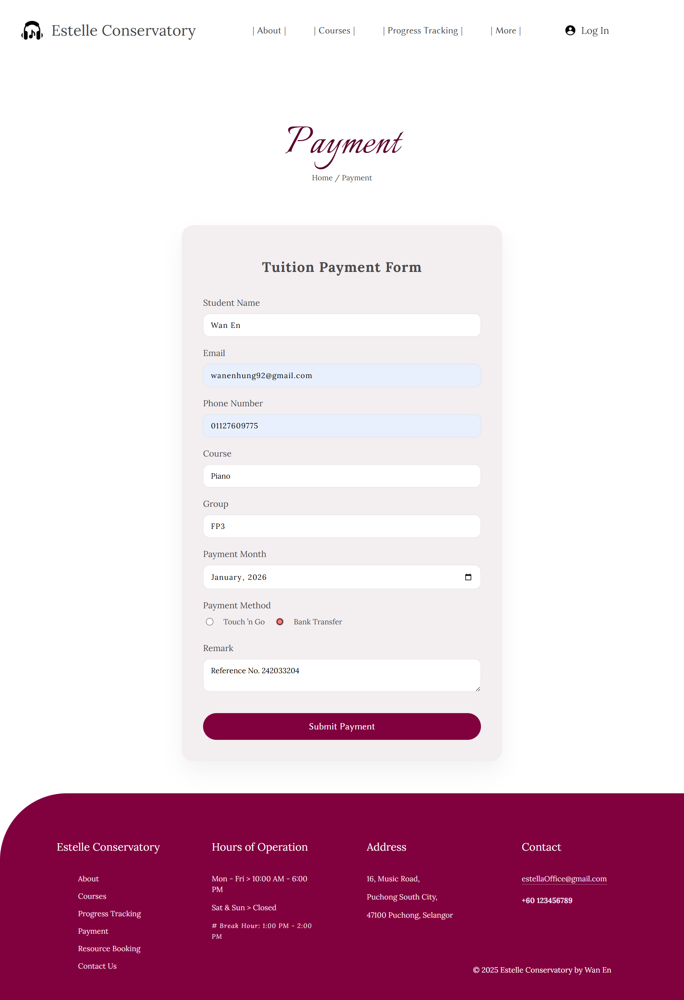 Estelle Conservatory
| About |
| Courses |
| Progress Tracking |
| More |
Log In
Payment
Home / Payment
Tuition Payment Form
Student Name
Wan En
Email
wanenhung92@gmail.com
Phone Number
01127609775
Course
Piano
Group
FP3
Payment Month
January, 2026
Payment Method
Touch 'n Go
Bank Transfer
Remark
Reference No. 242033204
Submit Payment
Estelle Conservatory
About
Courses
Progress Tracking
Payment
Resource Booking
Contact Us
Hours of Operation
Mon - Fri > 10:00 AM - 6:00
PM
Sat & Sun > Closed
# Break Hour: 1:00 PM - 2:00
PM
Address
16, Music Road,
Puchong South City,
47100 Puchong, Selangor
Contact
estellaOffice@gmail.com
+60 123456789
© 2025 Estelle Conservatory by Wan En